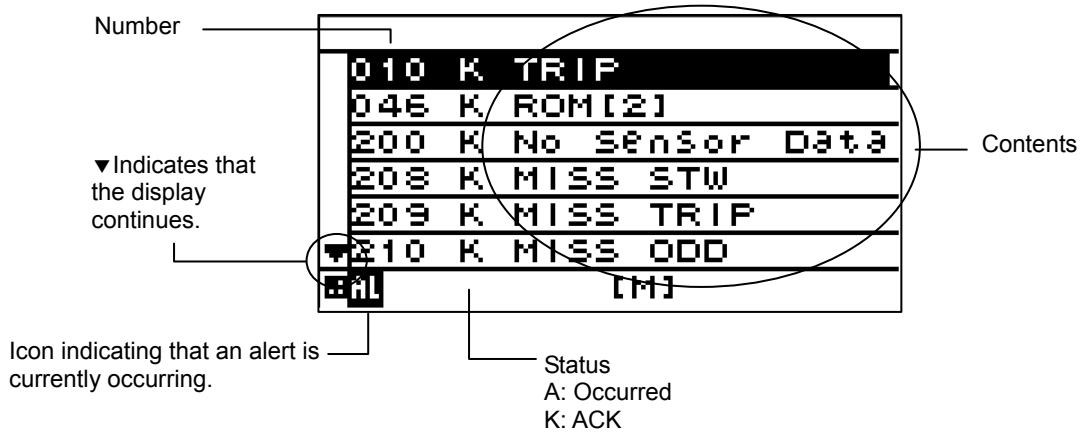 Number
010 K TRIP
046 K ROM[2]
200 K No Sensor Data
208 K MISS STW
209 K MISS TRIP
210 K MISS ODD
AL [M]
Contents
▼Indicates that
the display
continues.
Icon indicating that an alert is
currently occurring.
Status
A: Occurred
K: ACK